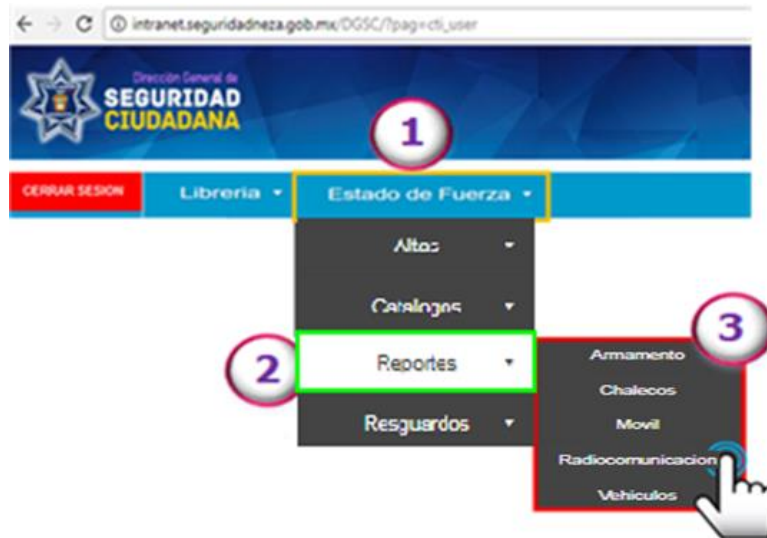 intranet.seguridadneza.gob.mx/DGSC/?pag=cti_user
Dirección General de
SEGURIDAD
CIUDADANA
1
CERRAR SESION
Libreria
Estado de Fuerza
Altas
Catalogos
2
Reportes
Resguardos
3
Armamento
Chalecos
Movil
Radiocomunicacion
Vehiculos